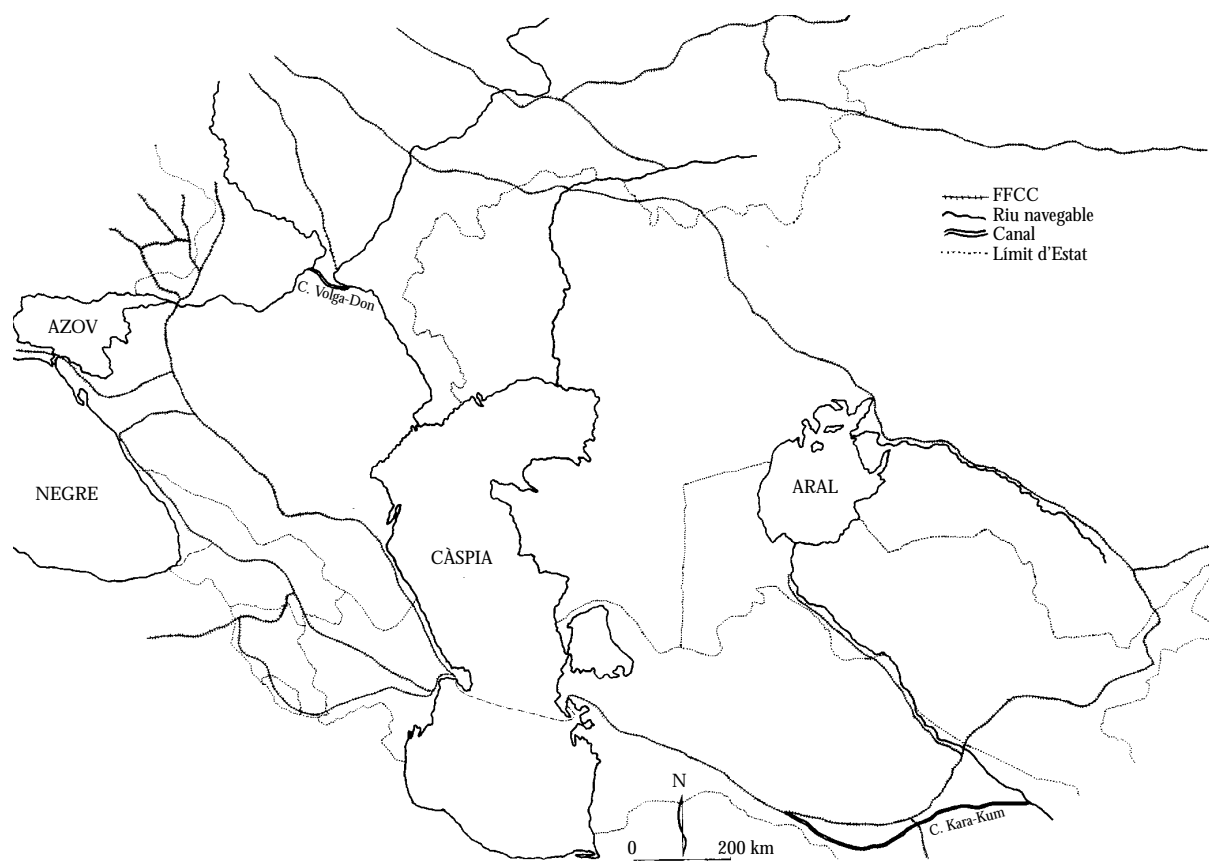 FFCC
Riu navegable
Canal
Límit d'Estat
C. Volga-Don
AZOV
NEGRE
ARAL
CÀSPIA
N
0 200 km
C. Kara-Kum